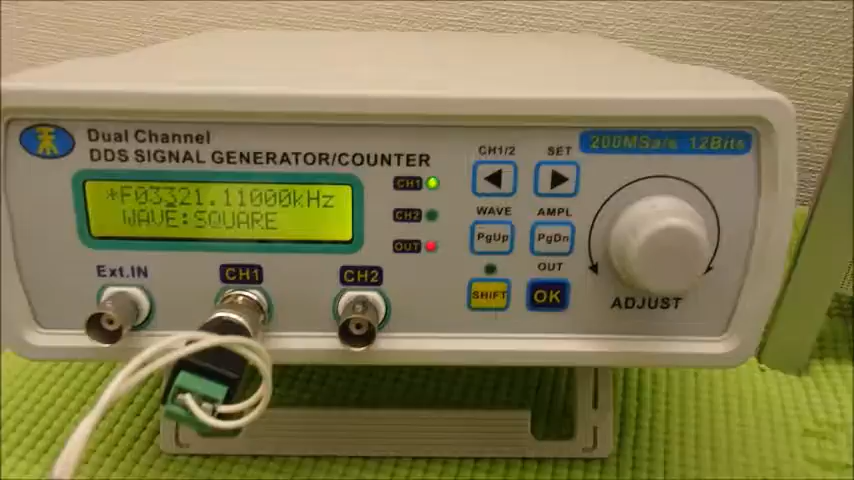 Dual Channel
DDS SIGNAL GENERATOR/COUNTER
200MSa/s 12Bits
*F03321.11000kHz
WAVE:SQUARE
CH1
CH2
OUT
CH1/2
SET
WAVE
AMPL
PgUp
PgDn
OUT
SHIFT
OK
ADJUST
Ext.IN
CH1
CH2